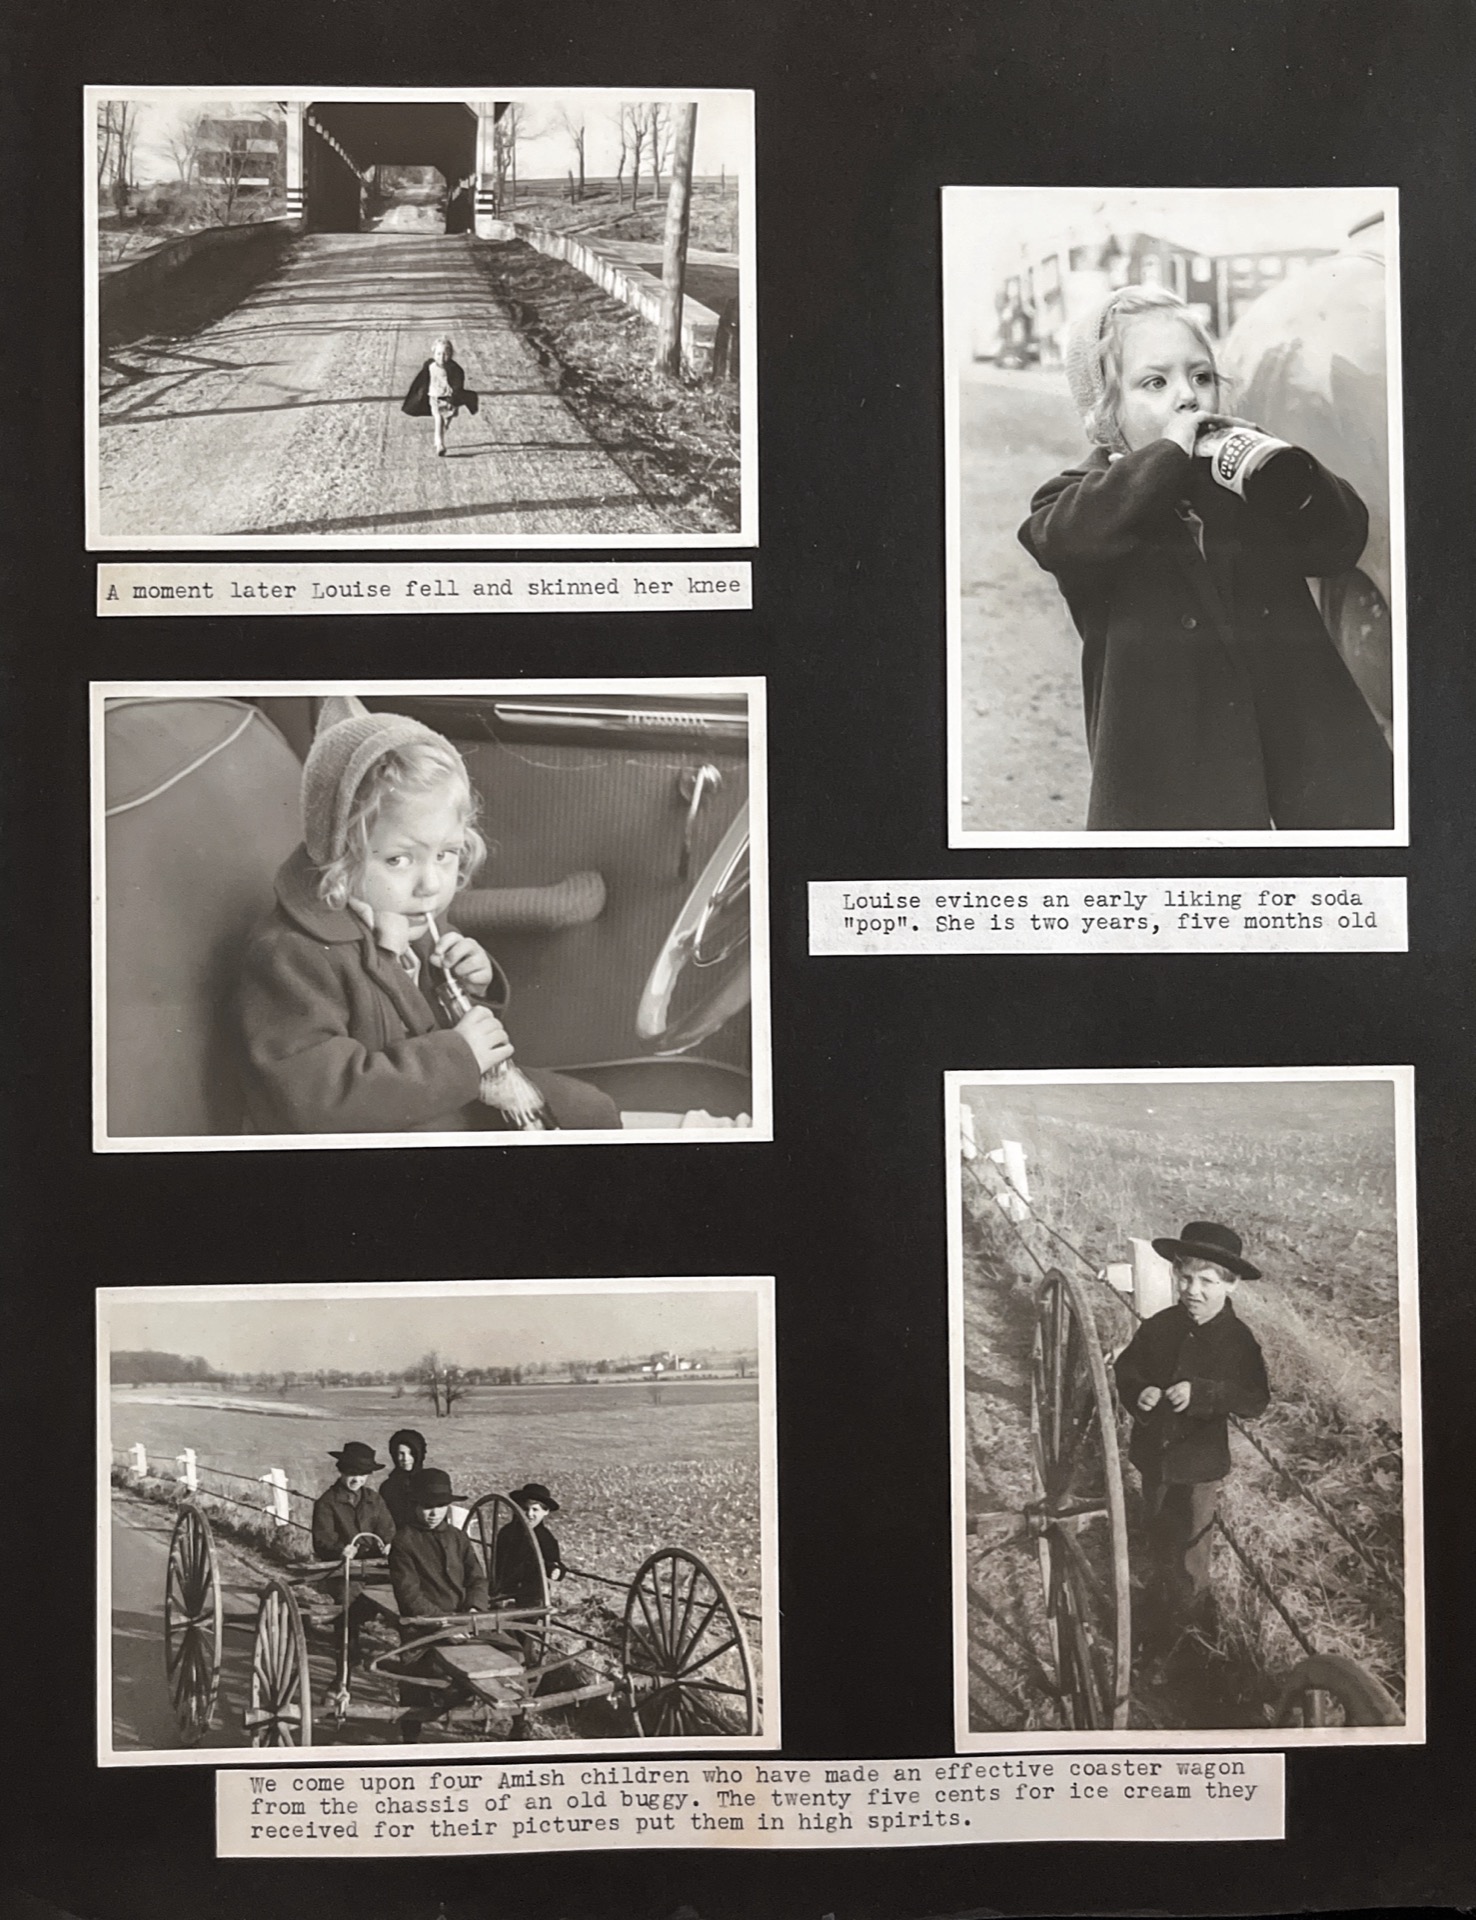 A moment later Louise fell and skinned her knee
Louise evinces an early liking for soda
"pop". She is two years, five months old
We come upon four Amish children who have made an effective coaster wagon
from the chassis of an old buggy. The twenty five cents for ice cream they
received for their pictures put them in high spirits.